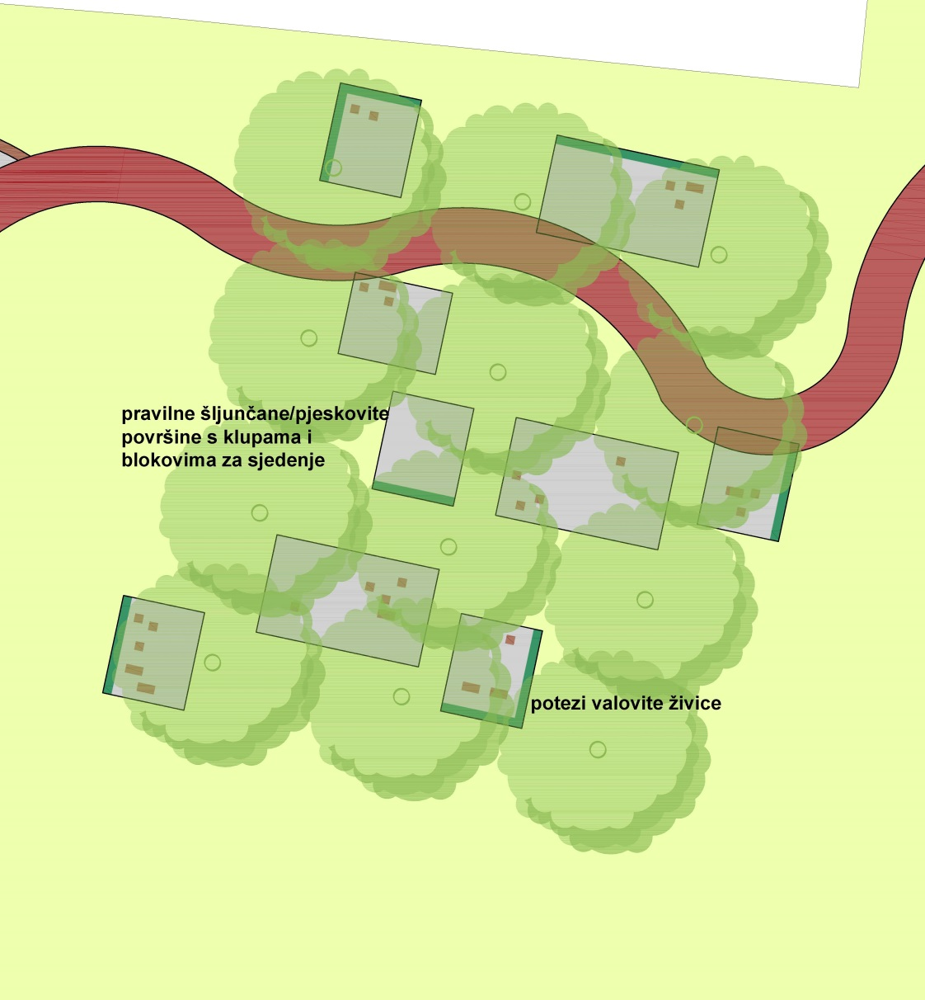 pravilne šljunčane/pjeskovite
površine s klupama i
blokovima za sjedenje
potezi valovite živice